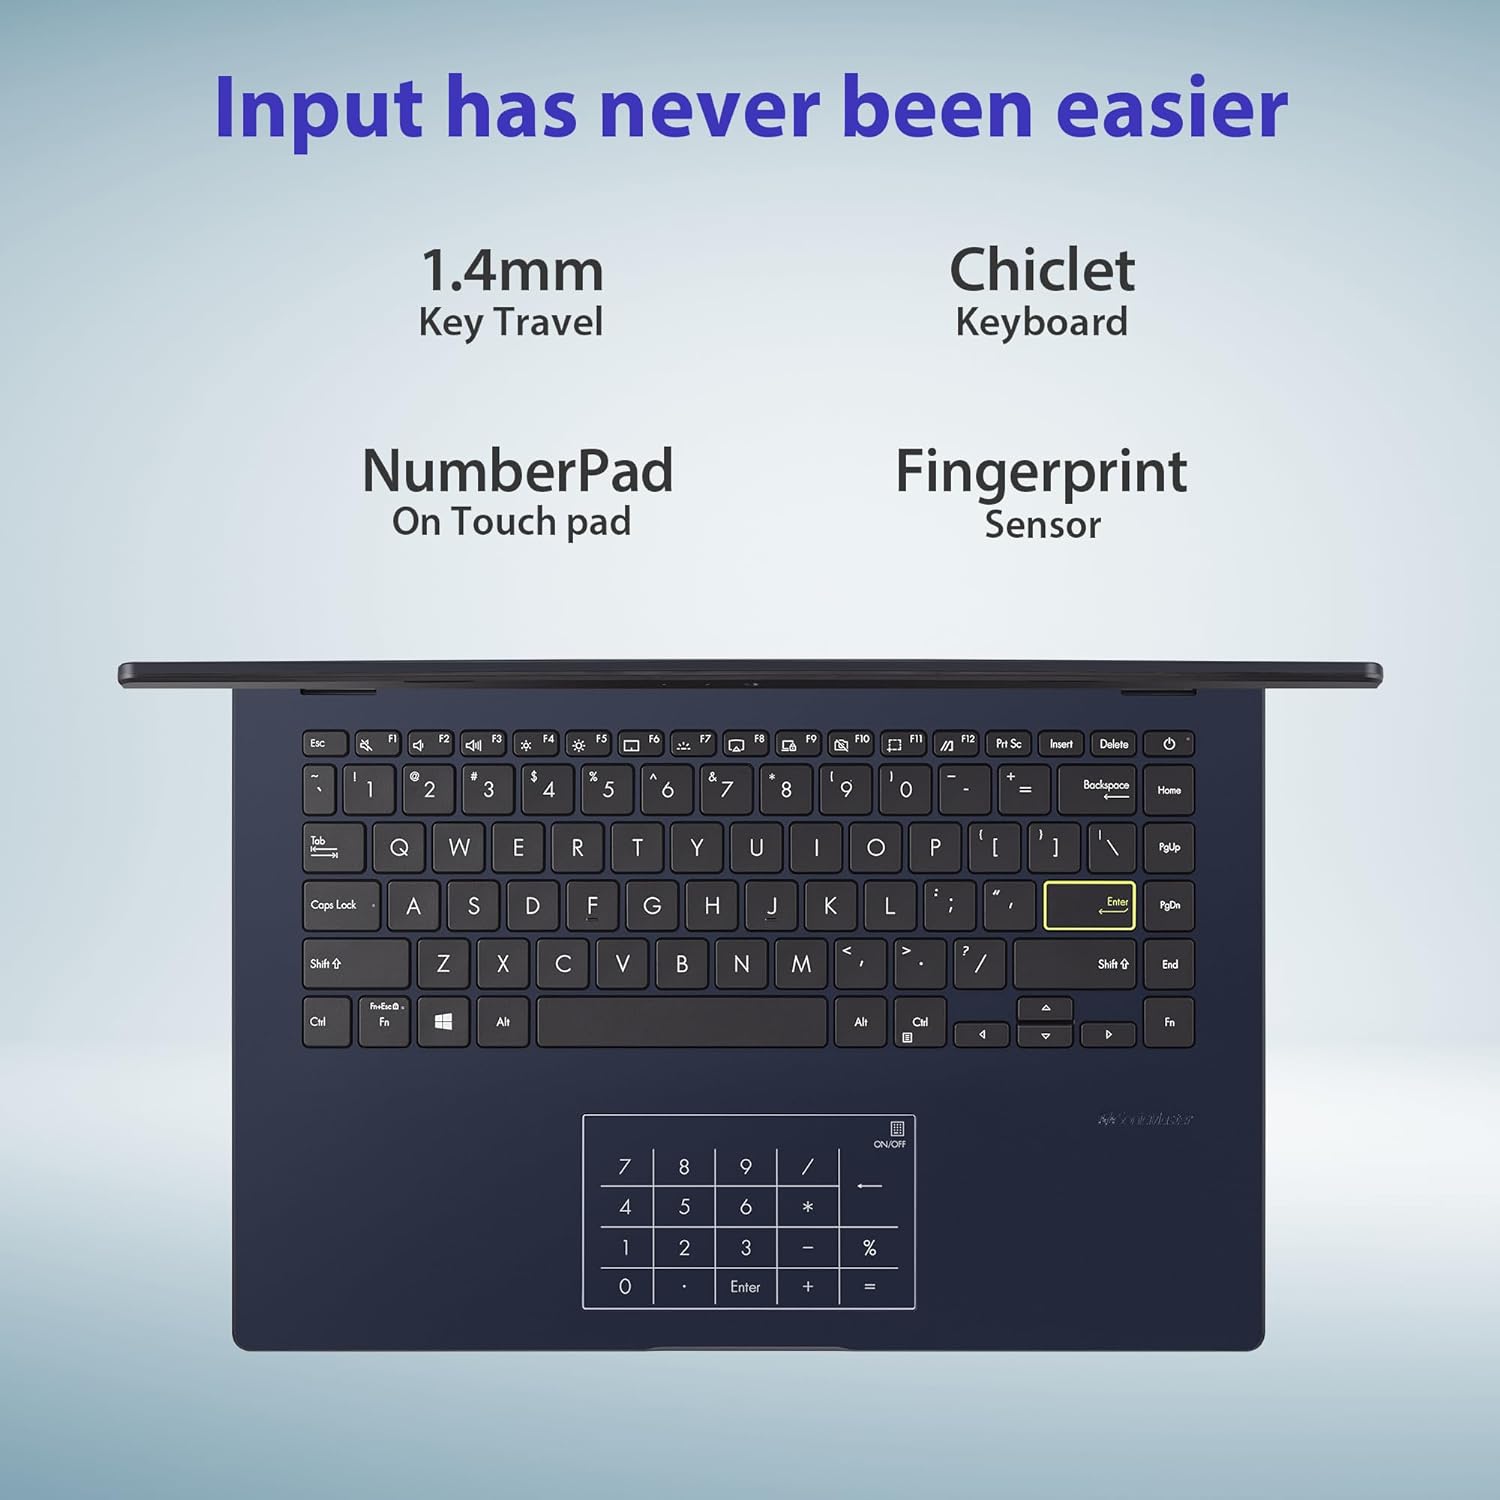 Input has never been easier
1.4mm
Key Travel
Chiclet
Keyboard
NumberPad
On Touch pad
Fingerprint
Sensor
Esc F1 F2 F3 F4 F5 F6 F7 F8 F9 F10 F11 F12 Prt Sc Insert Delete
~ ` ! 1 @ 2 # 3 $ 4 % 5 ^ 6 & 7 * 8 ( 9 ) 0 _ - + = Backspace Home
Tab Q W E R T Y U I O P { [ } ] | \ PgUp
Caps Lock A S D F G H J K L : ; " ' Enter PgDn
Shift Z X C V B N M < , > . ? / Shift End
Ctrl Fn+Esc Fn Alt Alt Ctrl Fn
SonicMaster
ON/OFF
7 8 9 / ←
4 5 6 *
1 2 3 − %
0 . Enter + =